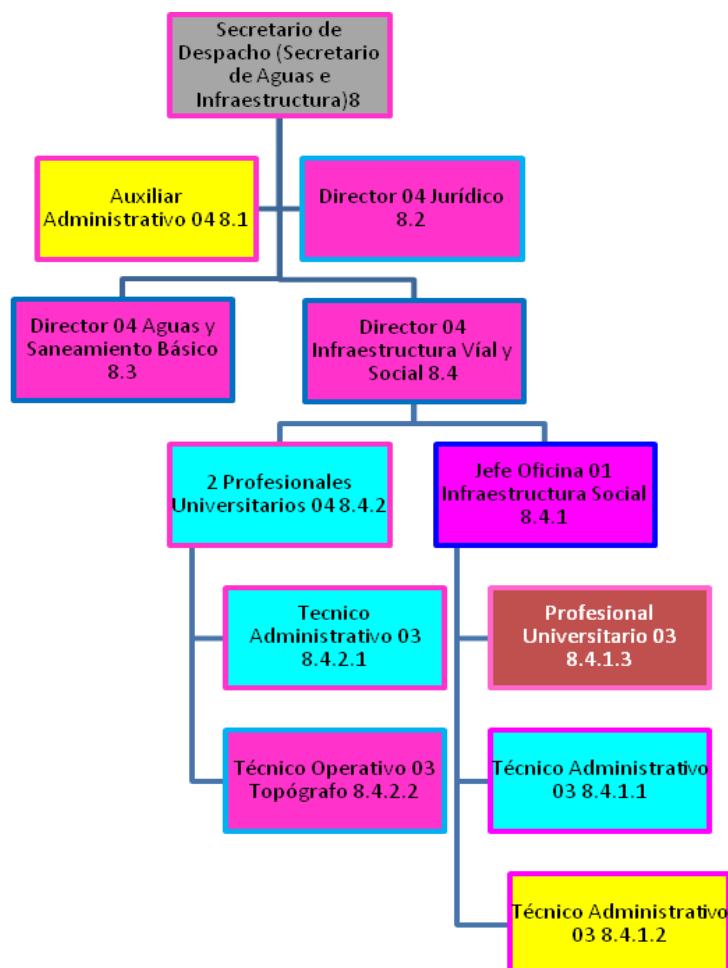 Secretario de
Despacho (Secretario
de Aguas e
Infraestructura)8
Auxiliar
Administrativo 04 8.1
Director 04 Jurídico
8.2
Director 04 Aguas y
Saneamiento Básico
8.3
Director 04
Infraestructura Víal y
Social 8.4
2 Profesionales
Universitarios 04 8.4.2
Jefe Oficina 01
Infraestructura Social
8.4.1
Tecnico
Administrativo 03
8.4.2.1
Profesional
Universitario 03
8.4.1.3
Técnico Operativo 03
Topógrafo 8.4.2.2
Técnico Administrativo
03 8.4.1.1
Técnico Administrativo
03 8.4.1.2